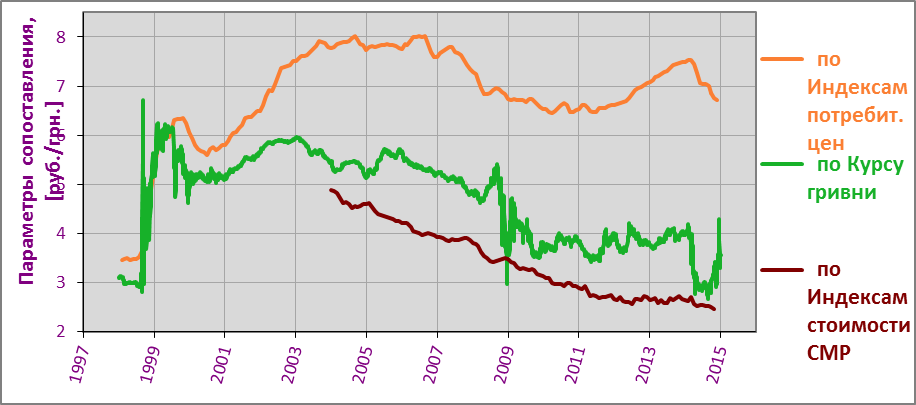 Параметры сопоставления,
[руб./грн.]
8
7
6
5
4
3
2
1997
1999
2001
2003
2005
2007
2009
2011
2013
2015
по
Индексам
потребит.
цен
по Курсу
гривни
по
Индексам
стоимости
СМР